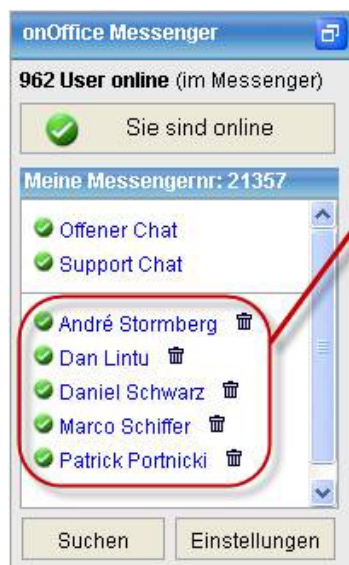 onOffice Messenger
962 User online (im Messenger)
Sie sind online
Meine Messengernr: 21357
Offener Chat
Support Chat
André Stormberg
Dan Lintu
Daniel Schwarz
Marco Schiffer
Patrick Portnicki
Suchen Einstellungen